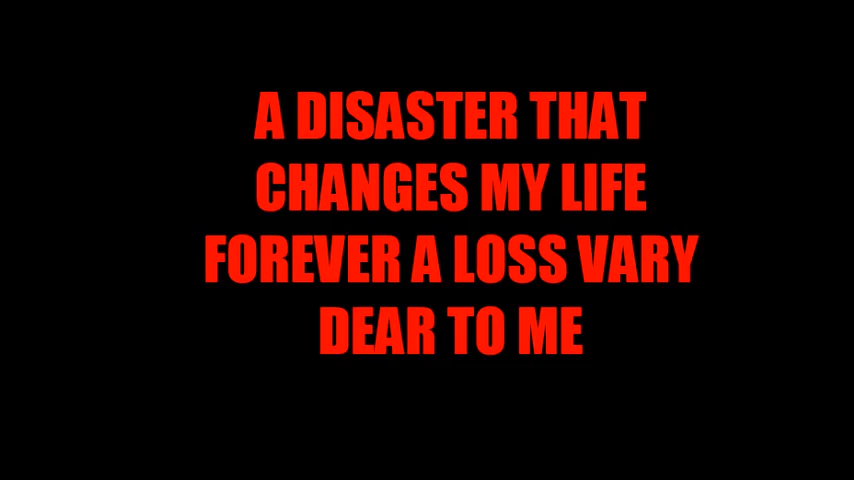 A DISASTER THAT
CHANGES MY LIFE
FOREVER A LOSS VARY
DEAR TO ME